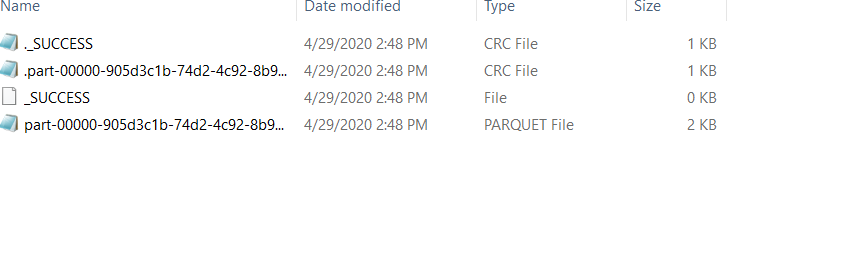 Name Date modified Type Size
._SUCCESS 4/29/2020 2:48 PM CRC File 1 KB
.part-00000-905d3c1b-74d2-4c92-8b9... 4/29/2020 2:48 PM CRC File 1 KB
_SUCCESS 4/29/2020 2:48 PM File 0 KB
part-00000-905d3c1b-74d2-4c92-8b9... 4/29/2020 2:48 PM PARQUET File 2 KB